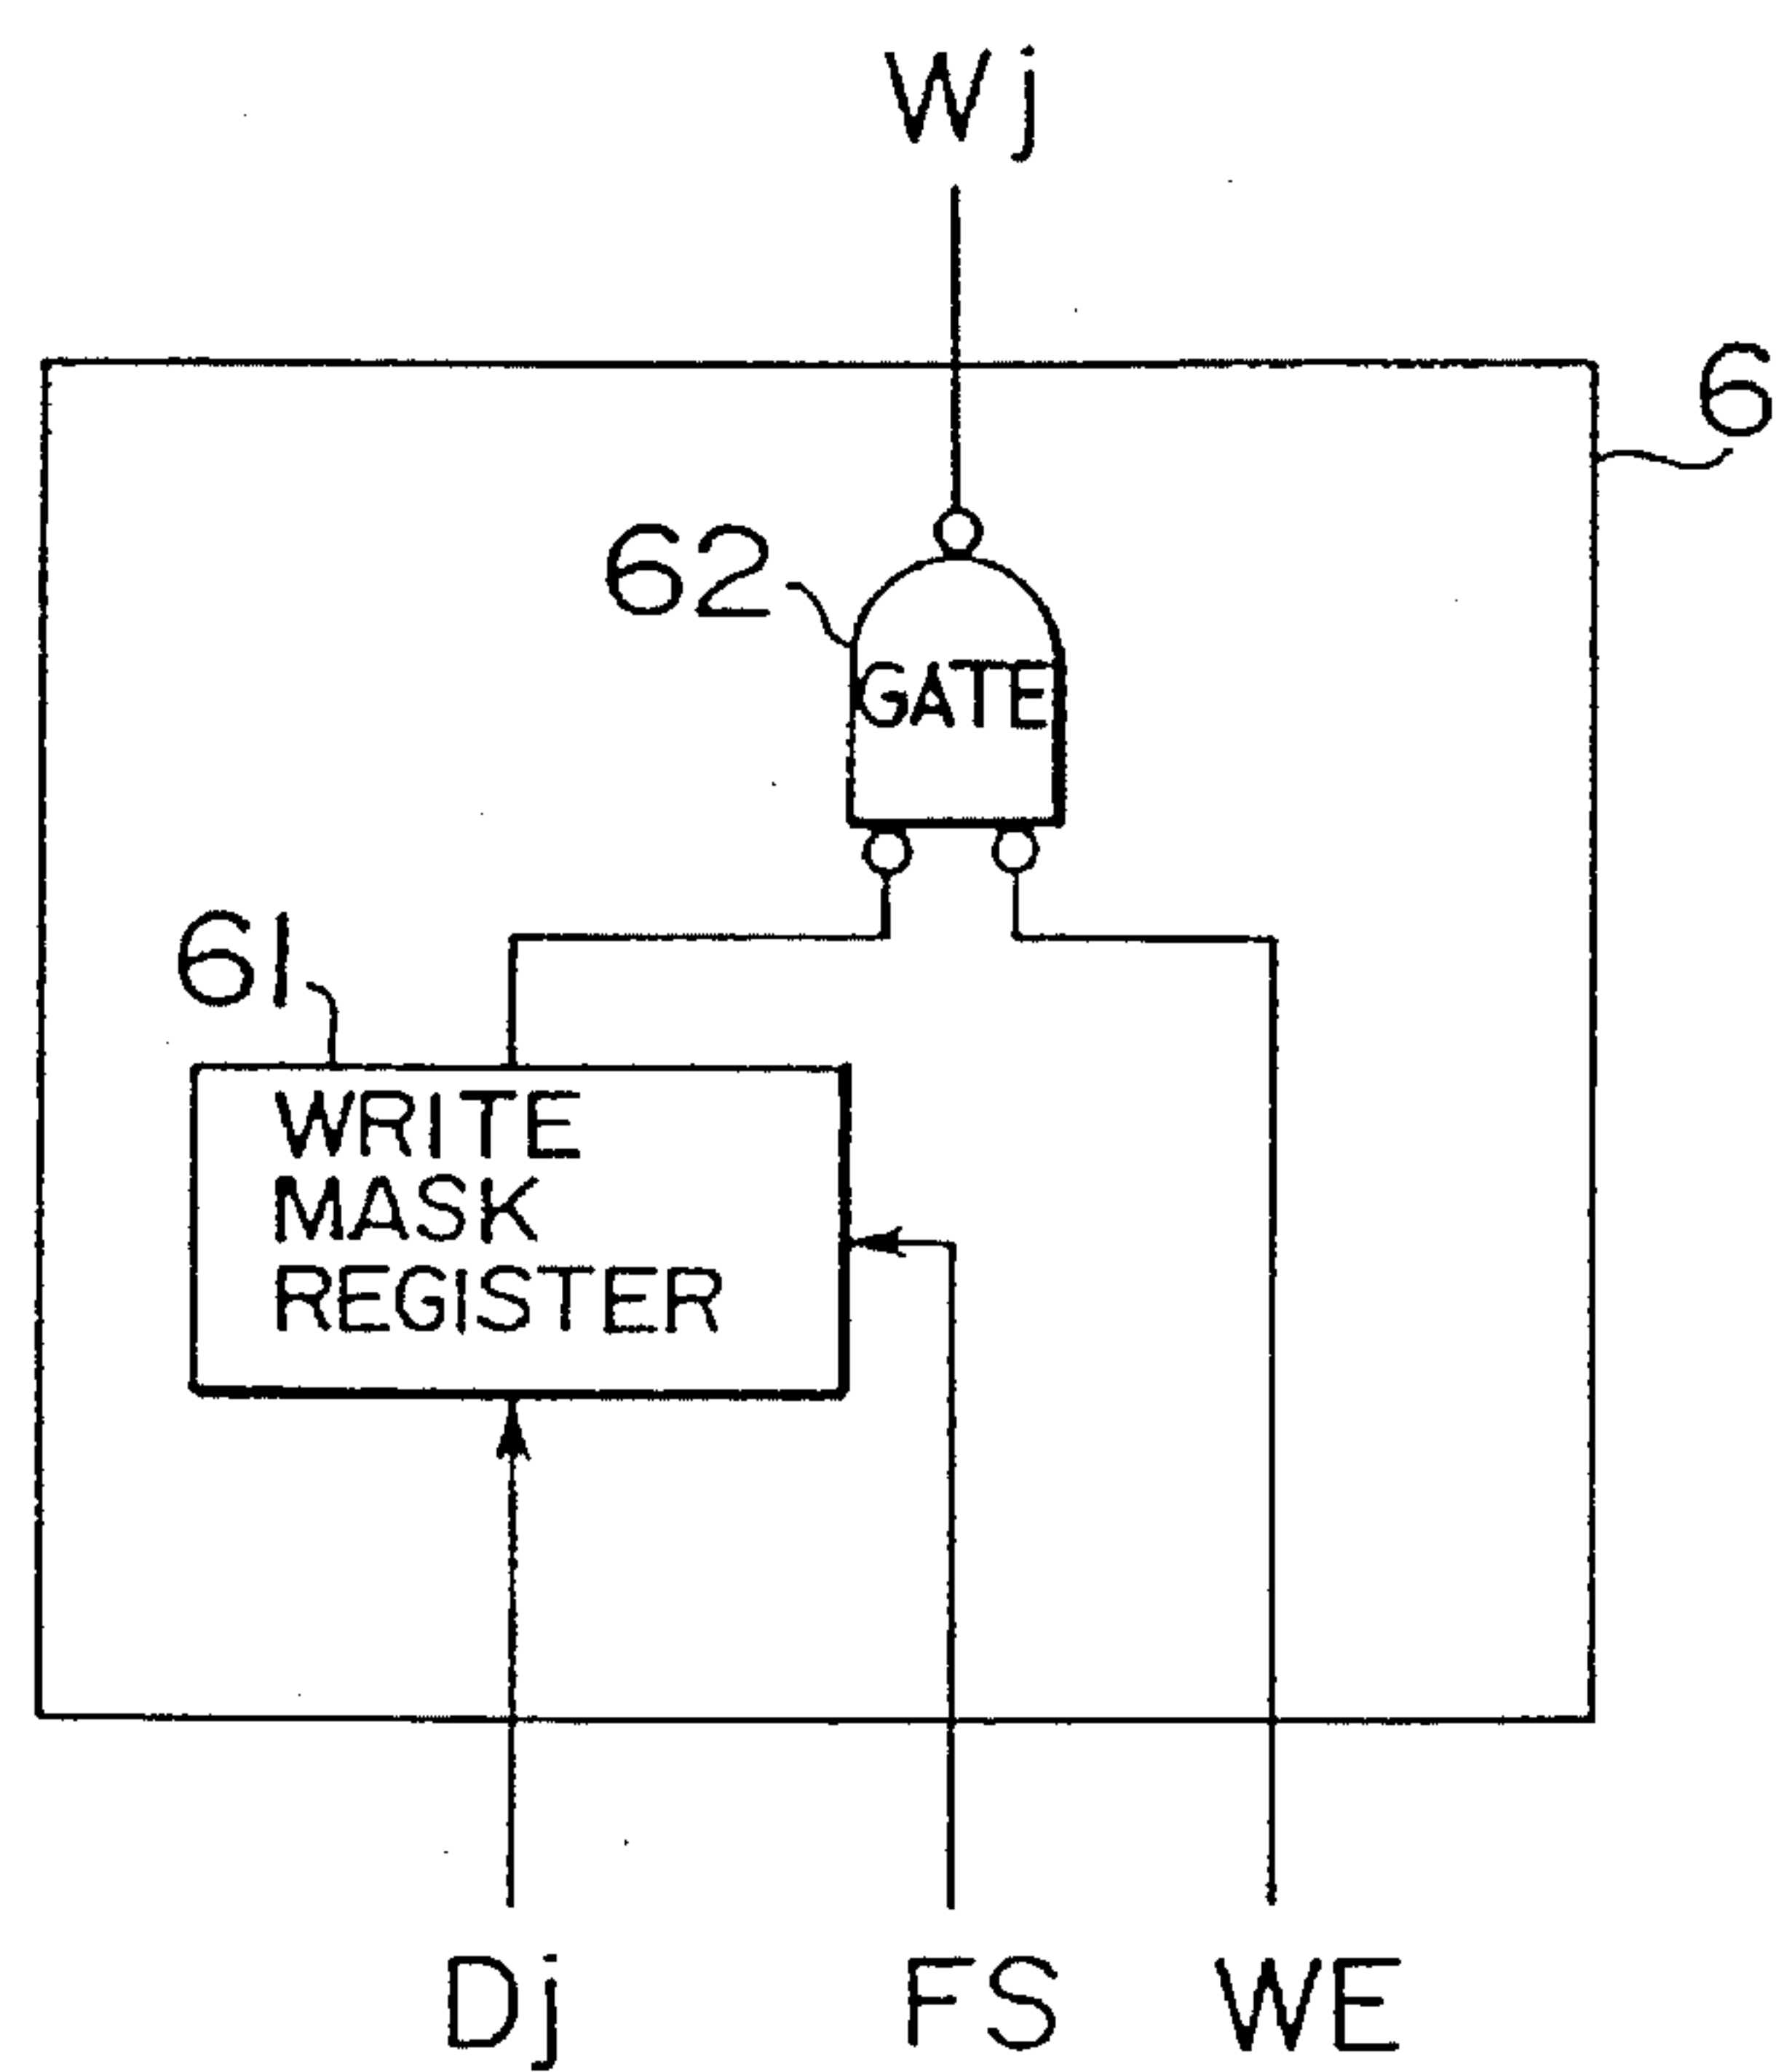 Wj
6
62
GATE
61
WRITE
MASK
REGISTER
Dj FS WE